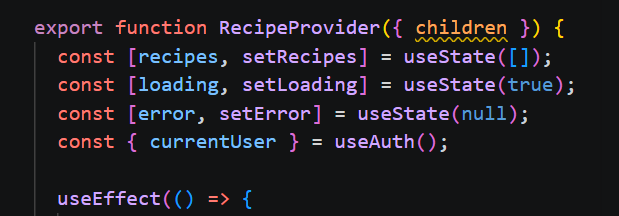 export function RecipeProvider({ children }) {
const [recipes, setRecipes] = useState([]);
const [loading, setLoading] = useState(true);
const [error, setError] = useState(null);
const { currentUser } = useAuth();
useEffect(() => {